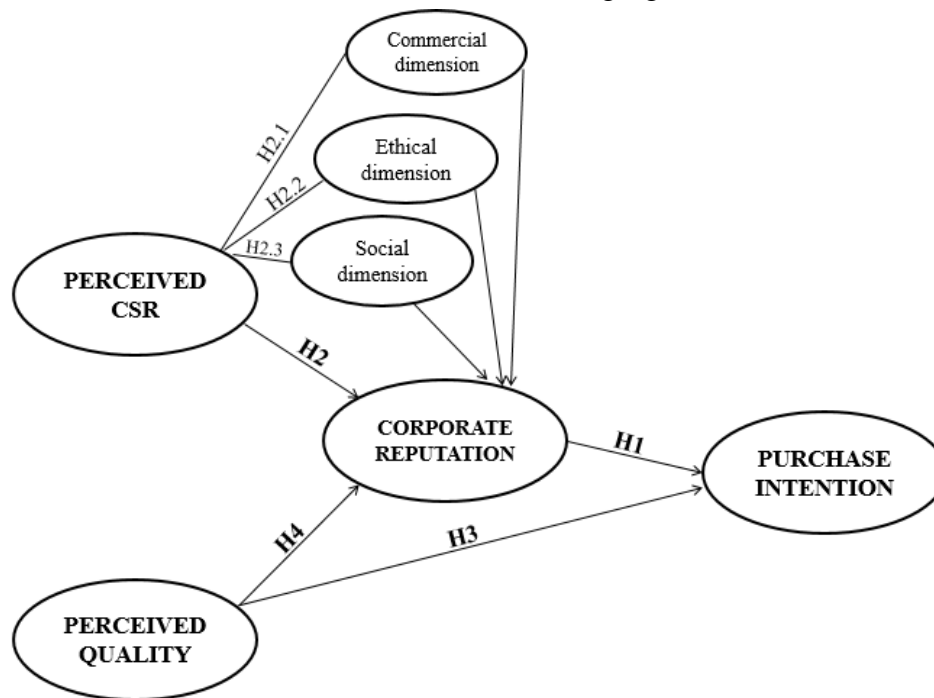 Commercial
dimension
H2.1
Ethical
dimension
H2.2
H2.3
Social
dimension
PERCEIVED
CSR
H2
CORPORATE
REPUTATION
H1
PURCHASE
INTENTION
H4
H3
PERCEIVED
QUALITY